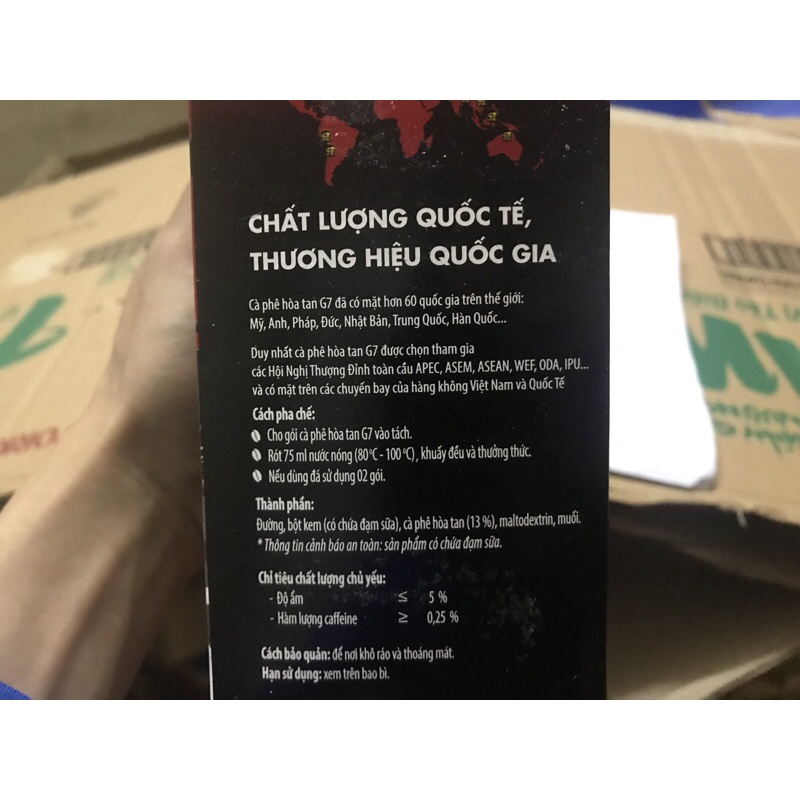 CHẤT LƯỢNG QUỐC TẾ,
THƯƠNG HIỆU QUỐC GIA
Cà phê hòa tan G7 đã có mặt hơn 60 quốc gia trên thế giới:
Mỹ, Anh, Pháp, Đức, Nhật Bản, Trung Quốc, Hàn Quốc...
Duy nhất cà phê hòa tan G7 được chọn tham gia
các Hội Nghị Thượng Đỉnh toàn cầu APEC, ASEM, ASEAN, WEF, ODA, IPU...
và có mặt trên các chuyến bay của hàng không Việt Nam và Quốc Tế
Cách pha chế:
Cho gói cà phê hòa tan G7 vào tách.
Rót 75 ml nước nóng (80°C - 100°C), khuấy đều và thưởng thức.
Nếu dùng đá sử dụng 02 gói.
Thành phần:
Đường, bột kem (có chứa đạm sữa), cà phê hòa tan (13 %), maltodextrin, muối.
* Thông tin cảnh báo an toàn: sản phẩm có chứa đạm sữa.
Chỉ tiêu chất lượng chủ yếu:
- Độ ẩm ≤ 5 %
- Hàm lượng caffeine ≥ 0,25 %
Cách bảo quản: để nơi khô ráo và thoáng mát.
Hạn sử dụng: xem trên bao bì.